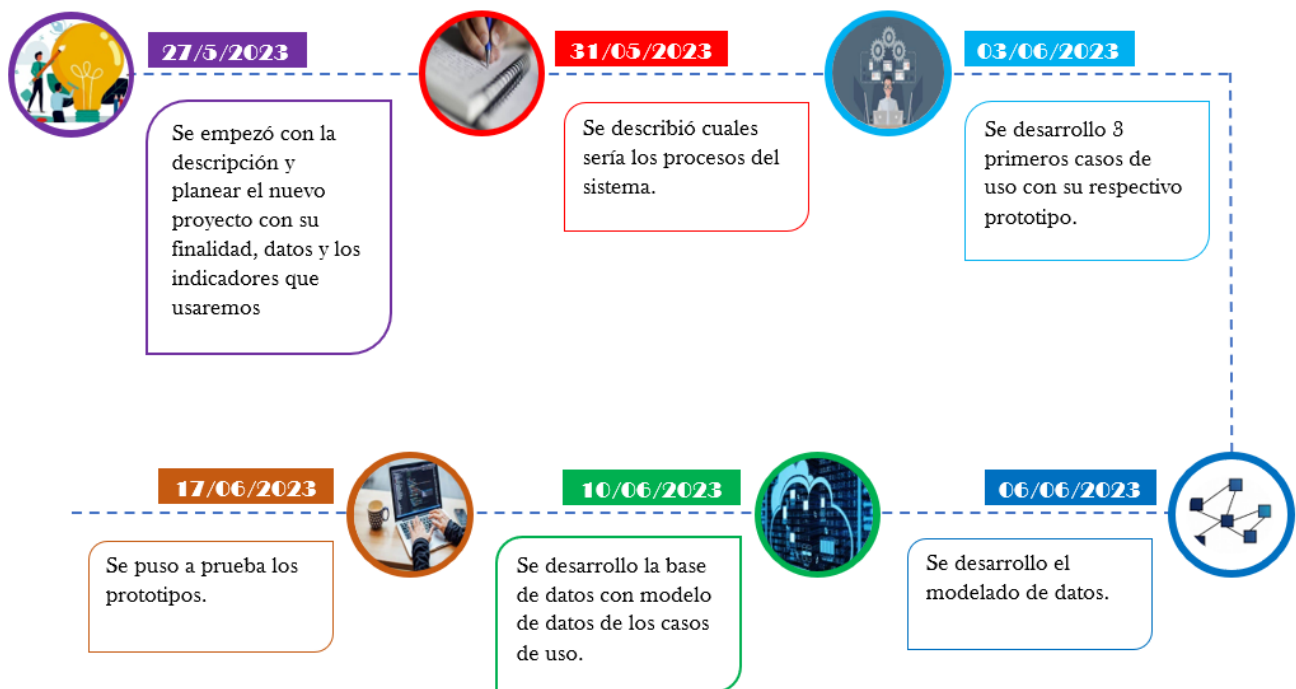 27/5/2023
Se empezó con la
descripción y
planear el nuevo
proyecto con su
finalidad, datos y los
indicadores que
usaremos
31/05/2023
Se describió cuales
sería los procesos del
sistema.
03/06/2023
Se desarrollo 3
primeros casos de
uso con su respectivo
prototipo.
06/06/2023
Se desarrollo el
modelado de datos.
10/06/2023
Se desarrollo la base
de datos con modelo
de datos de los casos
de uso.
17/06/2023
Se puso a prueba los
prototipos.